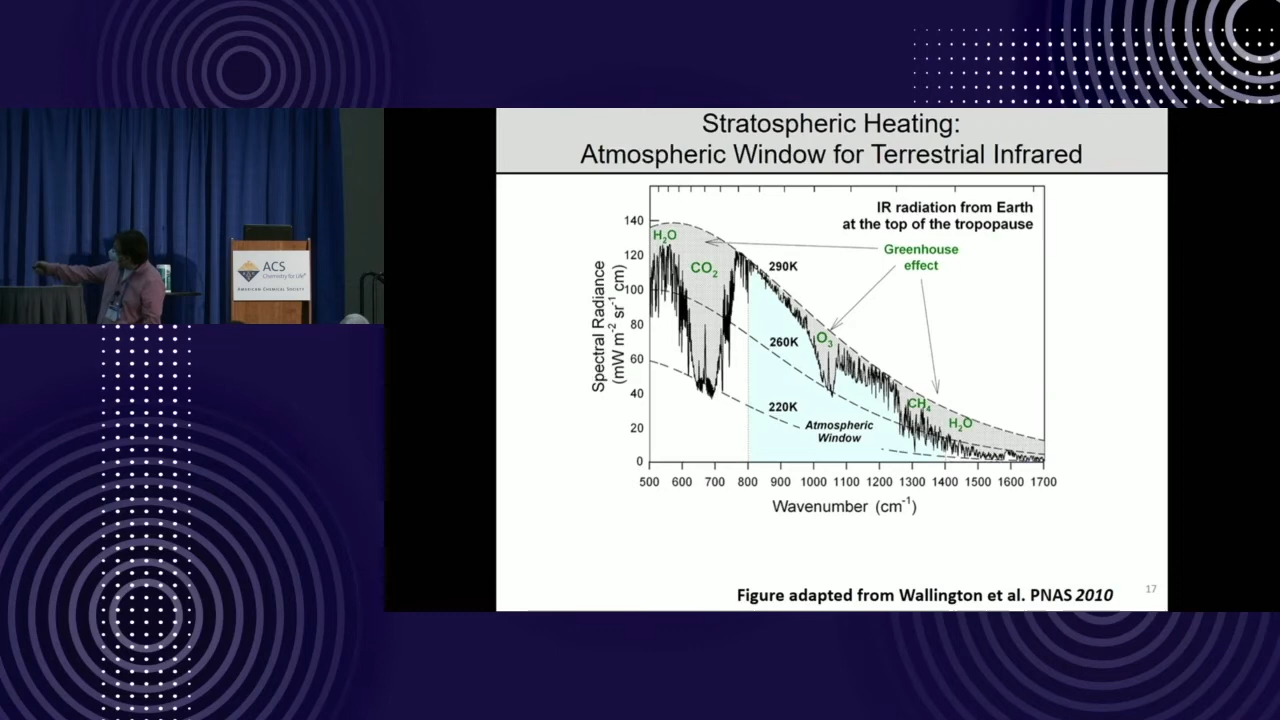 Stratospheric Heating:
Atmospheric Window for Terrestrial Infrared
IR radiation from Earth
at the top of the tropopause
Greenhouse
effect
H2O
CO2
290K
O3
260K
CH4
H2O
220K
Atmospheric
Window
Spectral Radiance
(mW m-2 sr-1 cm)
140
120
100
80
60
40
20
0
500 600 700 800 900 1000 1100 1200 1300 1400 1500 1600 1700
Wavenumber (cm-1)
Figure adapted from Wallington et al. PNAS 2010
17
ACS
Chemistry for Life®
AMERICAN CHEMICAL SOCIETY